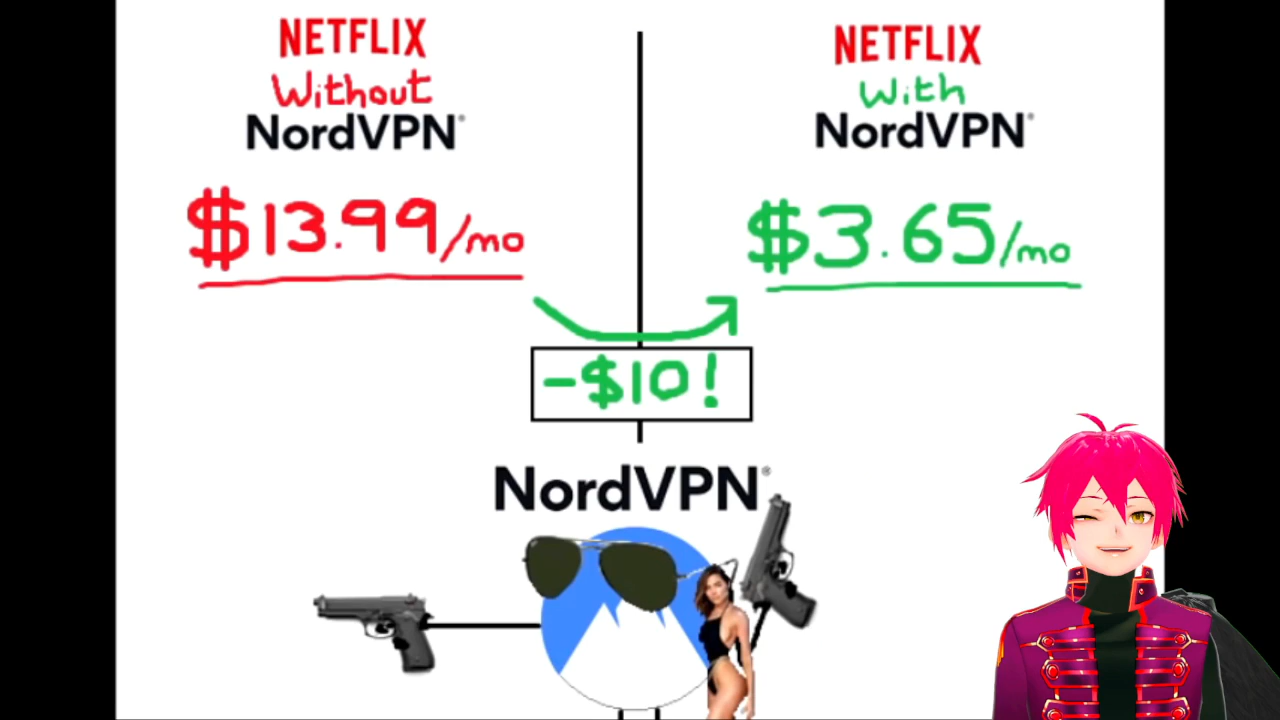 NETFLIX
Without
NordVPN®
$13.99/mo
NETFLIX
With
NordVPN®
$3.65/mo
-$10!
NordVPN®